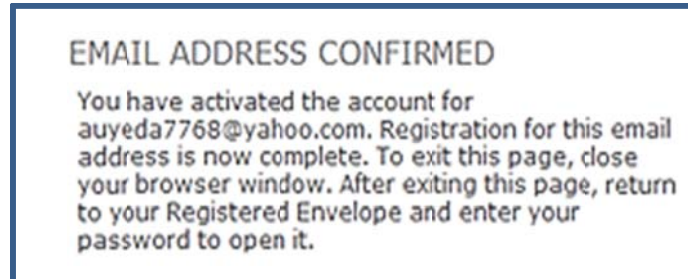 EMAIL ADDRESS CONFIRMED
You have activated the account for
auyeda7768@yahoo.com. Registration for this email
address is now complete. To exit this page, close
your browser window. After exiting this page, return
to your Registered Envelope and enter your
password to open it.